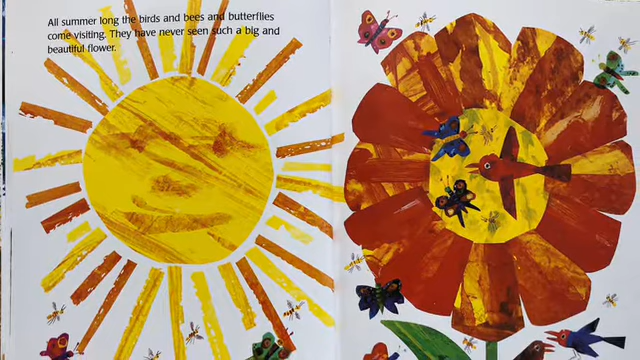 All summer long the birds and bees and butterflies
come visiting. They have never seen such a big and
beautiful flower.